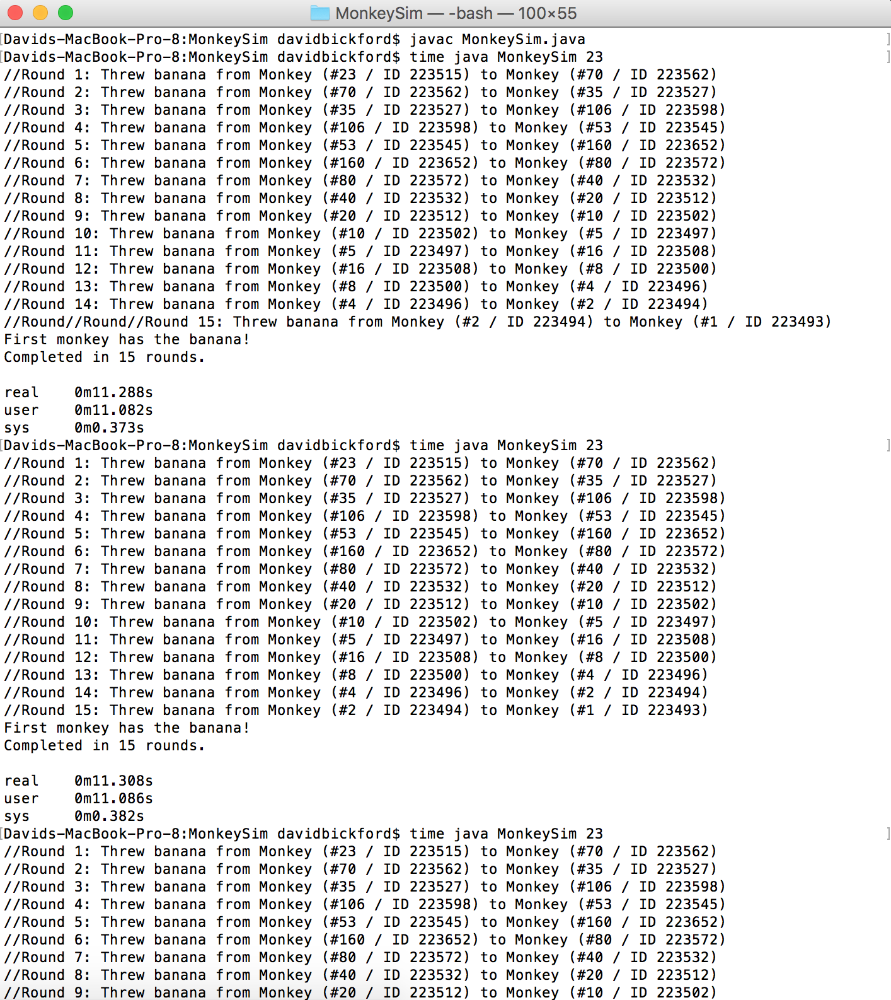 MonkeySim — -bash — 100×55
Davids-MacBook-Pro-8:MonkeySim davidbickford$ javac MonkeySim.java
Davids-MacBook-Pro-8:MonkeySim davidbickford$ time java MonkeySim 23
//Round 1: Threw banana from Monkey (#23 / ID 223515) to Monkey (#70 / ID 223562)
//Round 2: Threw banana from Monkey (#70 / ID 223562) to Monkey (#35 / ID 223527)
//Round 3: Threw banana from Monkey (#35 / ID 223527) to Monkey (#106 / ID 223598)
//Round 4: Threw banana from Monkey (#106 / ID 223598) to Monkey (#53 / ID 223545)
//Round 5: Threw banana from Monkey (#53 / ID 223545) to Monkey (#160 / ID 223652)
//Round 6: Threw banana from Monkey (#160 / ID 223652) to Monkey (#80 / ID 223572)
//Round 7: Threw banana from Monkey (#80 / ID 223572) to Monkey (#40 / ID 223532)
//Round 8: Threw banana from Monkey (#40 / ID 223532) to Monkey (#20 / ID 223512)
//Round 9: Threw banana from Monkey (#20 / ID 223512) to Monkey (#10 / ID 223502)
//Round 10: Threw banana from Monkey (#10 / ID 223502) to Monkey (#5 / ID 223497)
//Round 11: Threw banana from Monkey (#5 / ID 223497) to Monkey (#16 / ID 223508)
//Round 12: Threw banana from Monkey (#16 / ID 223508) to Monkey (#8 / ID 223500)
//Round 13: Threw banana from Monkey (#8 / ID 223500) to Monkey (#4 / ID 223496)
//Round 14: Threw banana from Monkey (#4 / ID 223496) to Monkey (#2 / ID 223494)
//Round//Round//Round 15: Threw banana from Monkey (#2 / ID 223494) to Monkey (#1 / ID 223493)
First monkey has the banana!
Completed in 15 rounds.
real 0m11.288s
user 0m11.082s
sys 0m0.373s
Davids-MacBook-Pro-8:MonkeySim davidbickford$ time java MonkeySim 23
//Round 1: Threw banana from Monkey (#23 / ID 223515) to Monkey (#70 / ID 223562)
//Round 2: Threw banana from Monkey (#70 / ID 223562) to Monkey (#35 / ID 223527)
//Round 3: Threw banana from Monkey (#35 / ID 223527) to Monkey (#106 / ID 223598)
//Round 4: Threw banana from Monkey (#106 / ID 223598) to Monkey (#53 / ID 223545)
//Round 5: Threw banana from Monkey (#53 / ID 223545) to Monkey (#160 / ID 223652)
//Round 6: Threw banana from Monkey (#160 / ID 223652) to Monkey (#80 / ID 223572)
//Round 7: Threw banana from Monkey (#80 / ID 223572) to Monkey (#40 / ID 223532)
//Round 8: Threw banana from Monkey (#40 / ID 223532) to Monkey (#20 / ID 223512)
//Round 9: Threw banana from Monkey (#20 / ID 223512) to Monkey (#10 / ID 223502)
//Round 10: Threw banana from Monkey (#10 / ID 223502) to Monkey (#5 / ID 223497)
//Round 11: Threw banana from Monkey (#5 / ID 223497) to Monkey (#16 / ID 223508)
//Round 12: Threw banana from Monkey (#16 / ID 223508) to Monkey (#8 / ID 223500)
//Round 13: Threw banana from Monkey (#8 / ID 223500) to Monkey (#4 / ID 223496)
//Round 14: Threw banana from Monkey (#4 / ID 223496) to Monkey (#2 / ID 223494)
//Round 15: Threw banana from Monkey (#2 / ID 223494) to Monkey (#1 / ID 223493)
First monkey has the banana!
Completed in 15 rounds.
real 0m11.308s
user 0m11.086s
sys 0m0.382s
Davids-MacBook-Pro-8:MonkeySim davidbickford$ time java MonkeySim 23
//Round 1: Threw banana from Monkey (#23 / ID 223515) to Monkey (#70 / ID 223562)
//Round 2: Threw banana from Monkey (#70 / ID 223562) to Monkey (#35 / ID 223527)
//Round 3: Threw banana from Monkey (#35 / ID 223527) to Monkey (#106 / ID 223598)
//Round 4: Threw banana from Monkey (#106 / ID 223598) to Monkey (#53 / ID 223545)
//Round 5: Threw banana from Monkey (#53 / ID 223545) to Monkey (#160 / ID 223652)
//Round 6: Threw banana from Monkey (#160 / ID 223652) to Monkey (#80 / ID 223572)
//Round 7: Threw banana from Monkey (#80 / ID 223572) to Monkey (#40 / ID 223532)
//Round 8: Threw banana from Monkey (#40 / ID 223532) to Monkey (#20 / ID 223512)
//Round 9: Threw banana from Monkey (#20 / ID 223512) to Monkey (#10 / ID 223502)